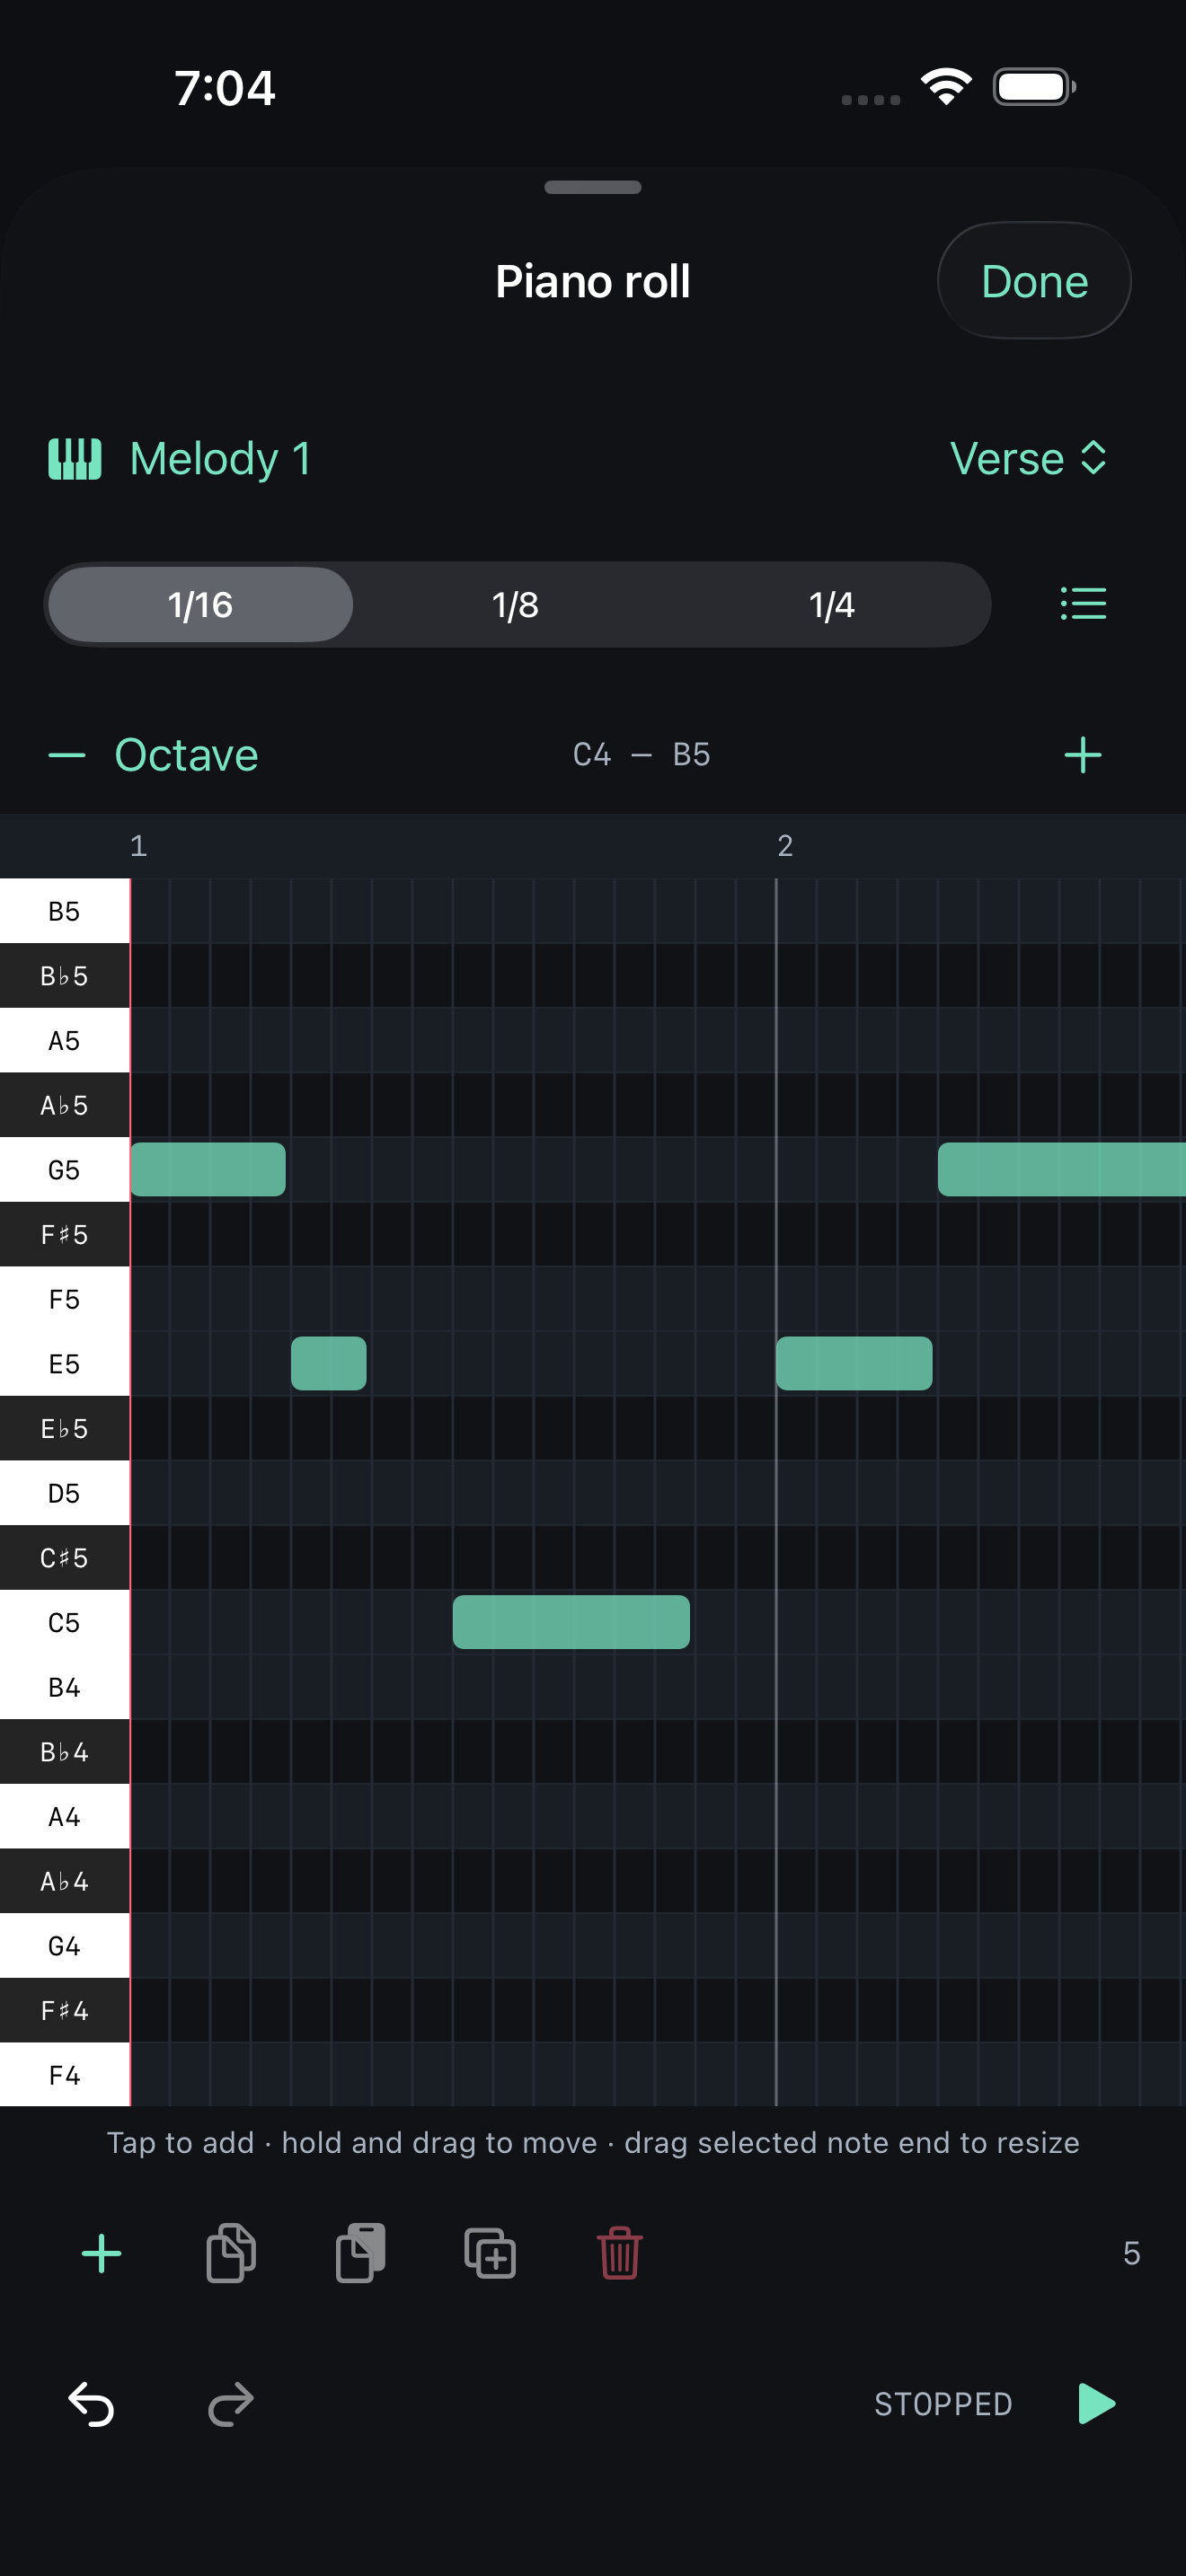 7:04
Piano roll
Done
Melody 1
Verse
1/16 1/8 1/4
Octave
C4 — B5
1 2
B5
B♭5
A5
A♭5
G5
F♯5
F5
E5
E♭5
D5
C♯5
C5
B4
B♭4
A4
A♭4
G4
F♯4
F4
Tap to add · hold and drag to move · drag selected note end to resize
5
STOPPED